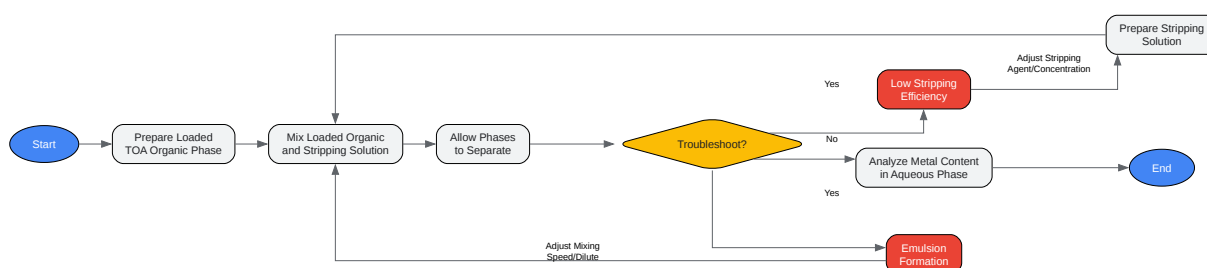 Prepare Stripping
Solution
Adjust Stripping
Agent/Concentration
Yes
Low Stripping
Efficiency
Start
Prepare Loaded
TOA Organic Phase
Mix Loaded Organic
and Stripping Solution
Allow Phases
to Separate
Troubleshoot?
No
Analyze Metal Content
in Aqueous Phase
End
Yes
Adjust Mixing
Speed/Dilute
Emulsion
Formation